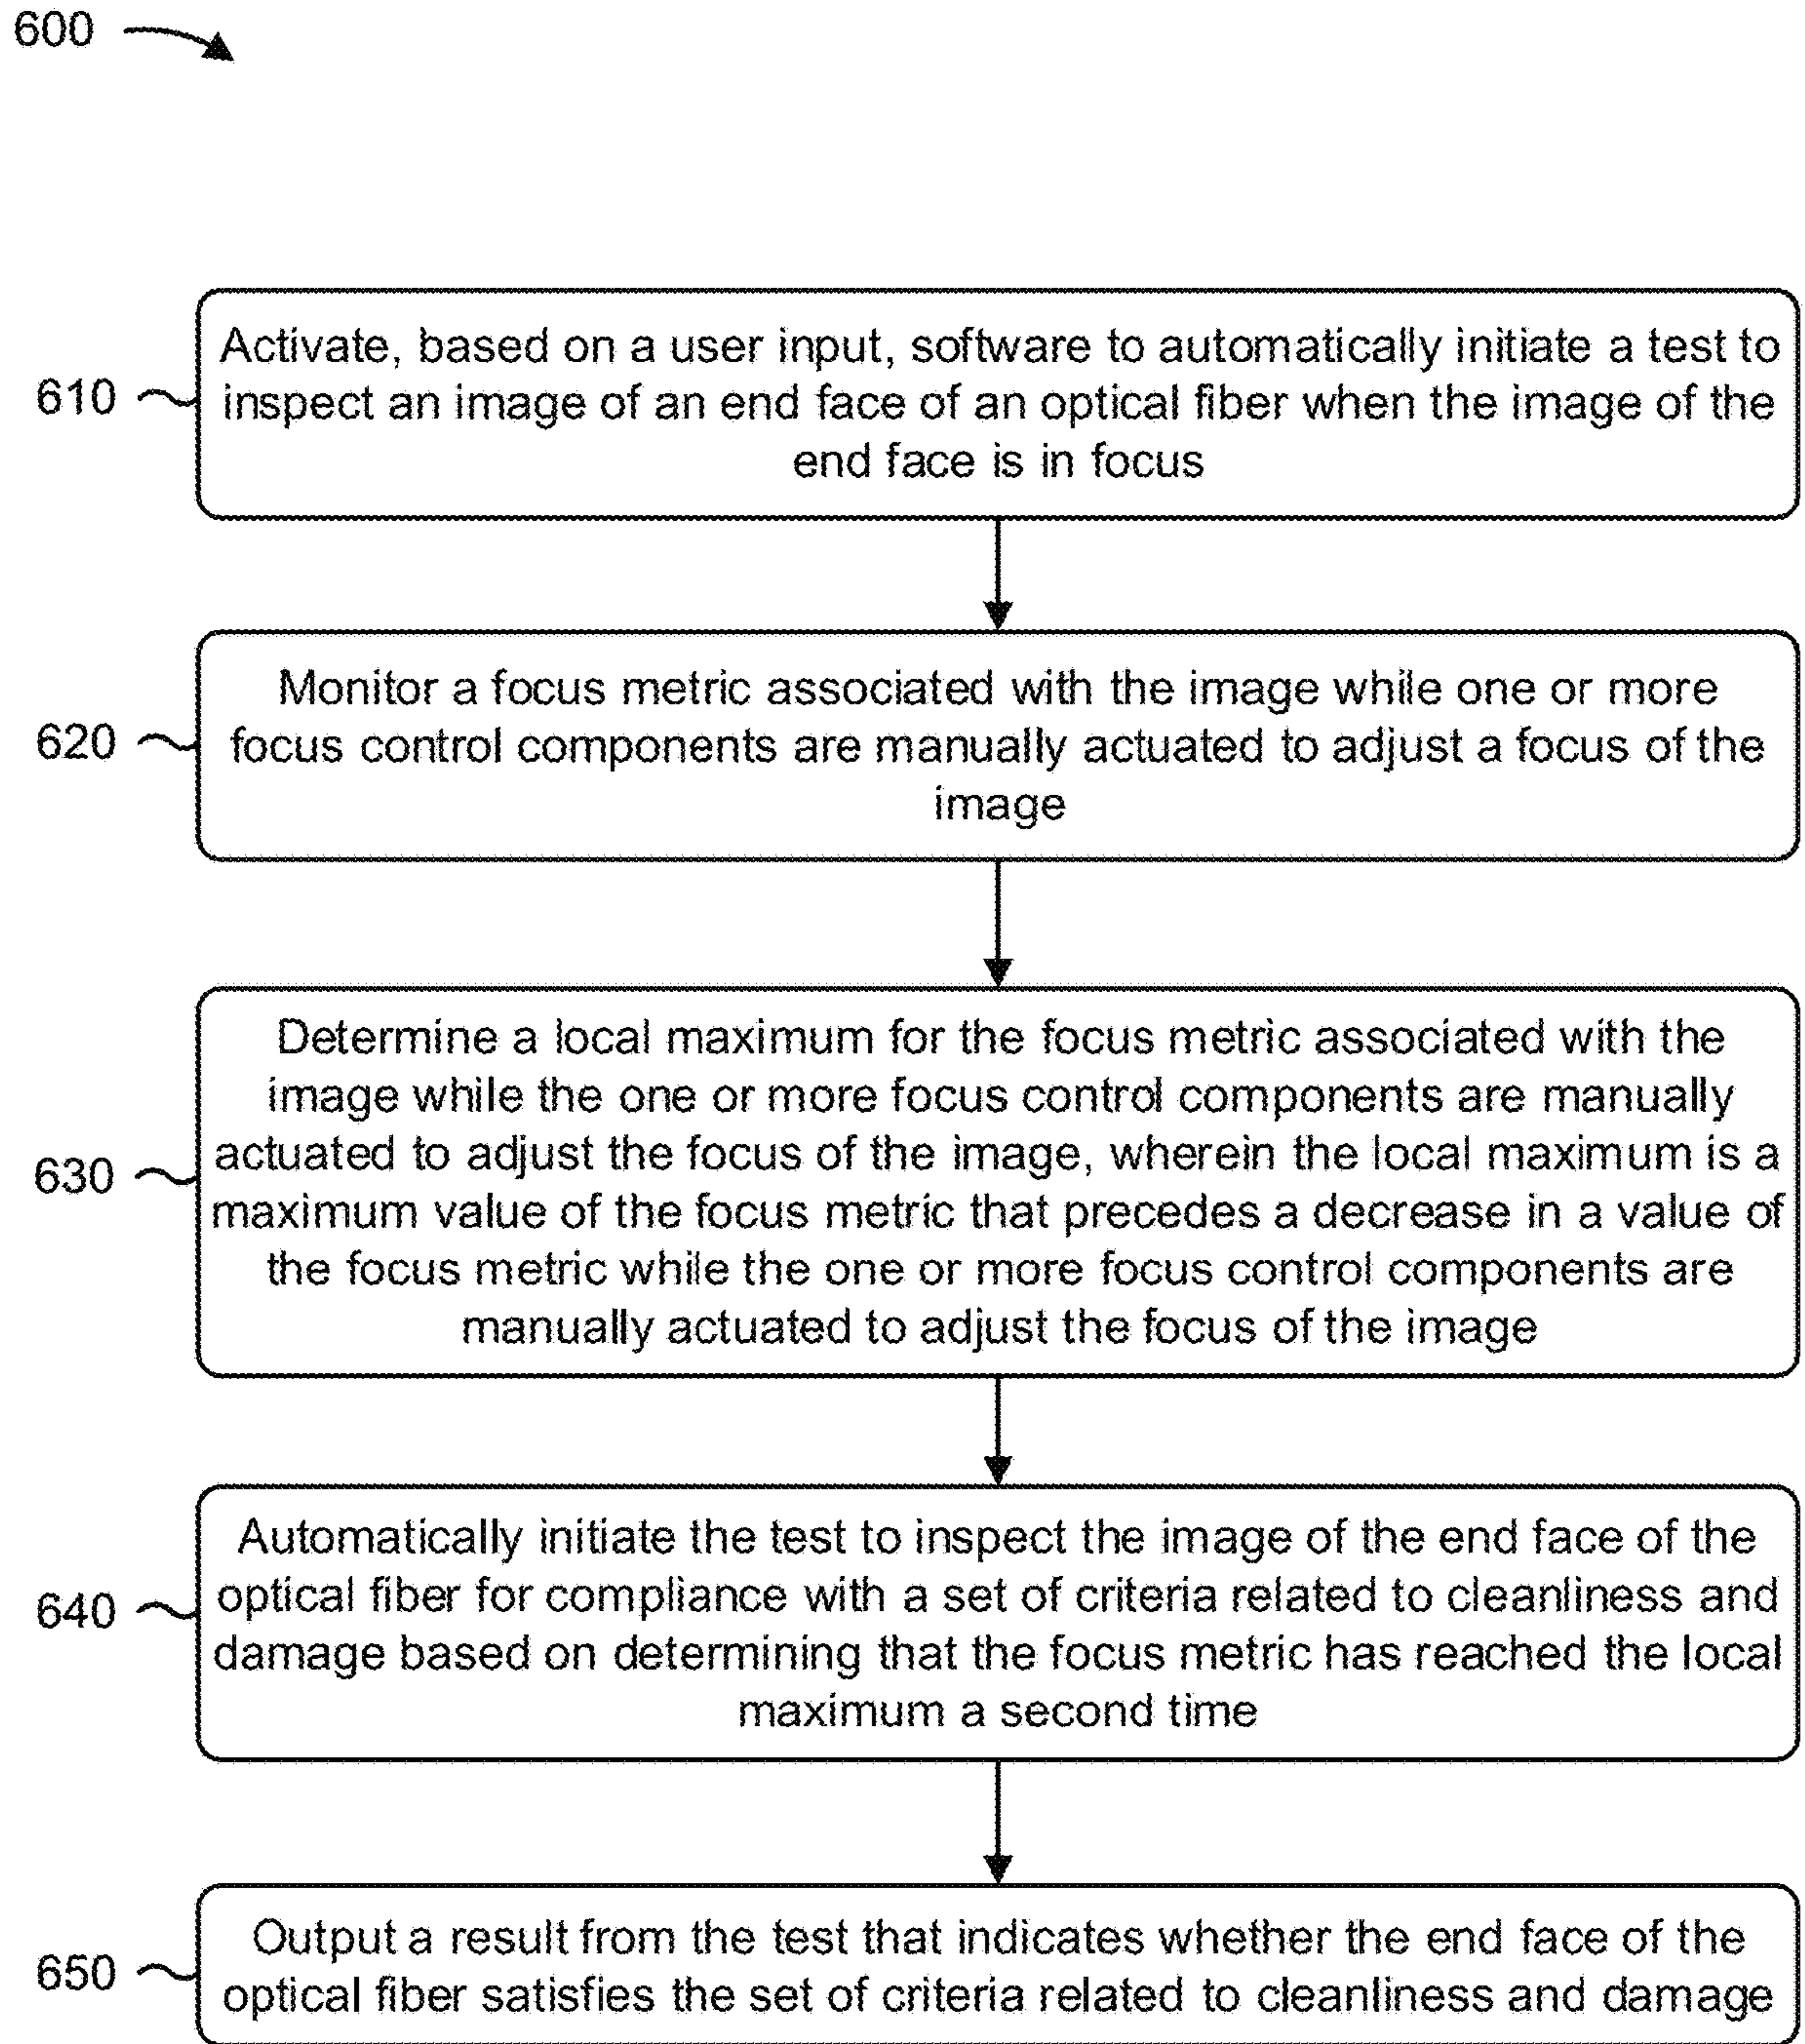 600
610
Activate, based on a user input, software to automatically initiate a test to
inspect an image of an end face of an optical fiber when the image of the
end face is in focus
620
Monitor a focus metric associated with the image while one or more
focus control components are manually actuated to adjust a focus of the
image
630
Determine a local maximum for the focus metric associated with the
image while the one or more focus control components are manually
actuated to adjust the focus of the image, wherein the local maximum is a
maximum value of the focus metric that precedes a decrease in a value of
the focus metric while the one or more focus control components are
manually actuated to adjust the focus of the image
640
Automatically initiate the test to inspect the image of the end face of the
optical fiber for compliance with a set of criteria related to cleanliness and
damage based on determining that the focus metric has reached the local
maximum a second time
650
Output a result from the test that indicates whether the end face of the
optical fiber satisfies the set of criteria related to cleanliness and damage